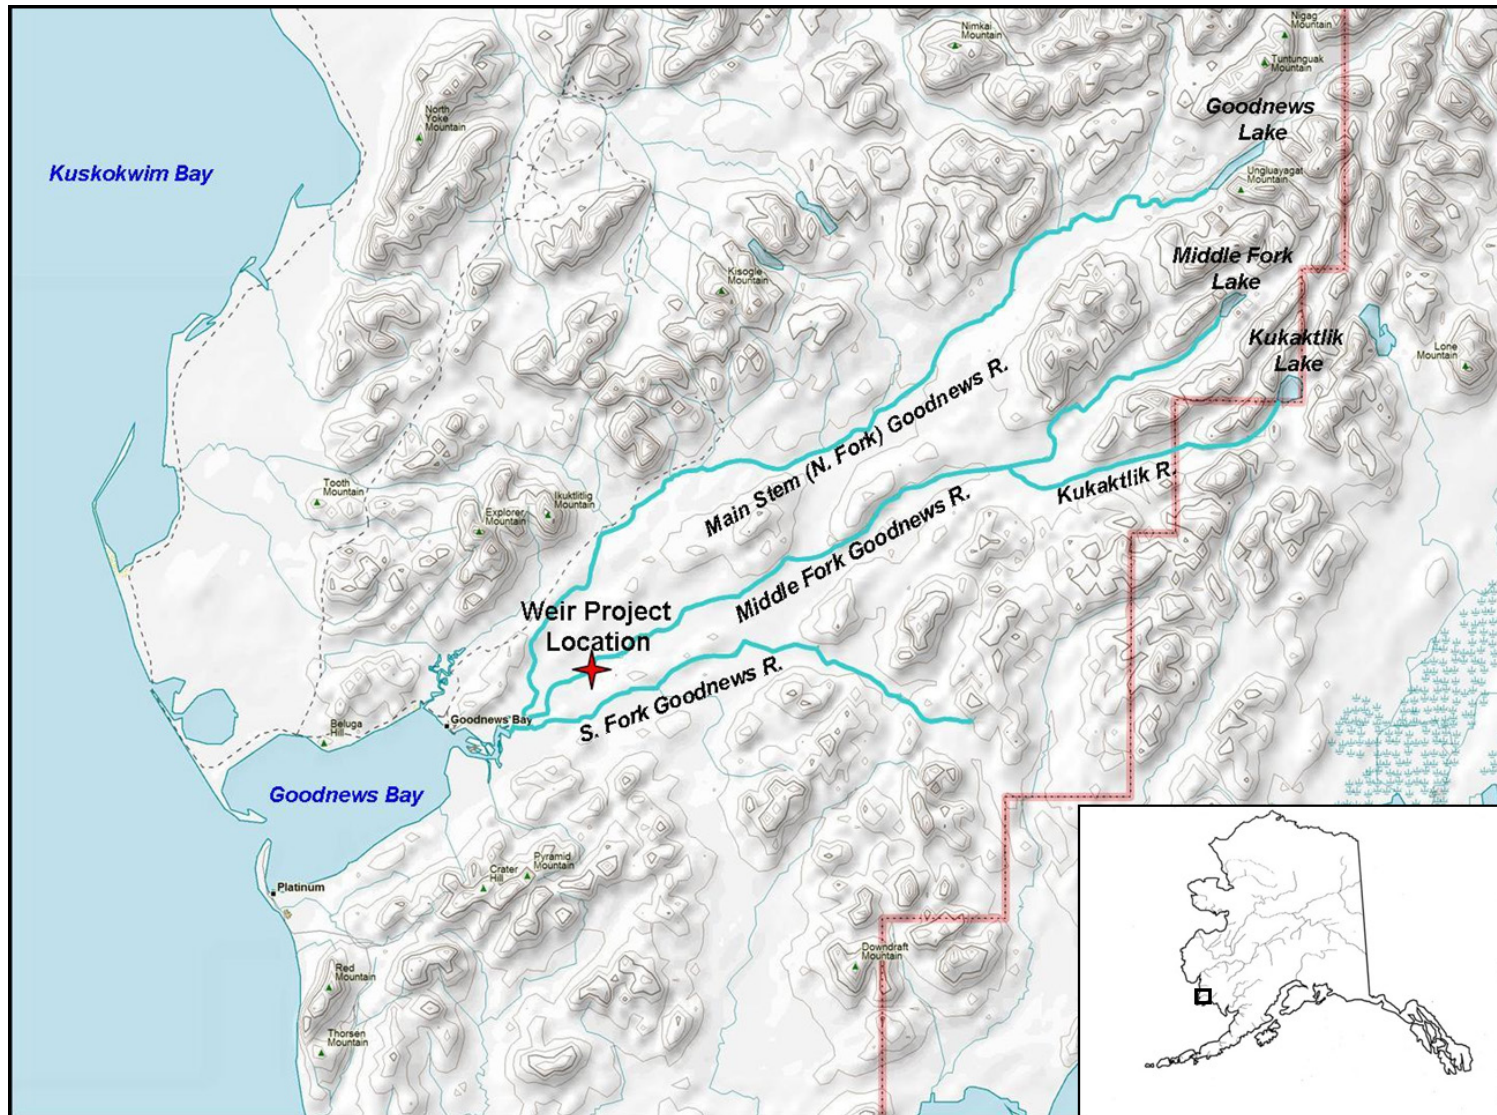 Nimkai
Mountain
Nigag
Mountain
Tuntunguak
Mountain
Goodnews
Lake
North
Yoke
Mountain
Kuskokwim Bay
Ungluayagat
Mountain
Middle Fork
Lake
Kisogle
Mountain
Kukaktlik
Lake
Lone
Mountain
Main Stem (N. Fork) Goodnews R.
Kukaktlik R.
Tooth
Mountain
Ikuktlitlig
Mountain
Explorer
Mountain
Middle Fork Goodnews R.
Weir Project
Location
S. Fork Goodnews R.
Goodnews Bay
Beluga
Hill
Goodnews Bay
Pyramid
Mountain
Crater
Hill
Platinum
Downdraft
Mountain
Red
Mountain
Thorsen
Mountain